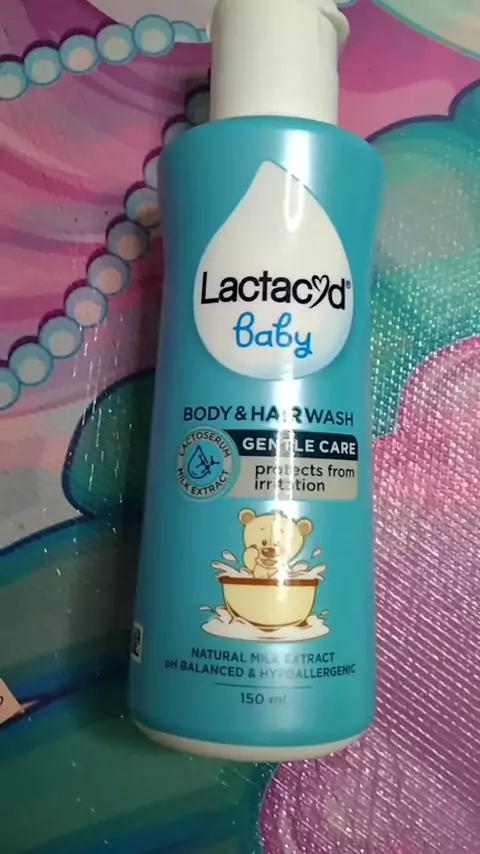 Lactacyd®
baby
BODY & HAIR WASH
GENTLE CARE
protects from
irritation
LACTOSERUM
MILK EXTRACT
NATURAL MILK EXTRACT
pH BALANCED & HYPOALLERGENIC
150 ml